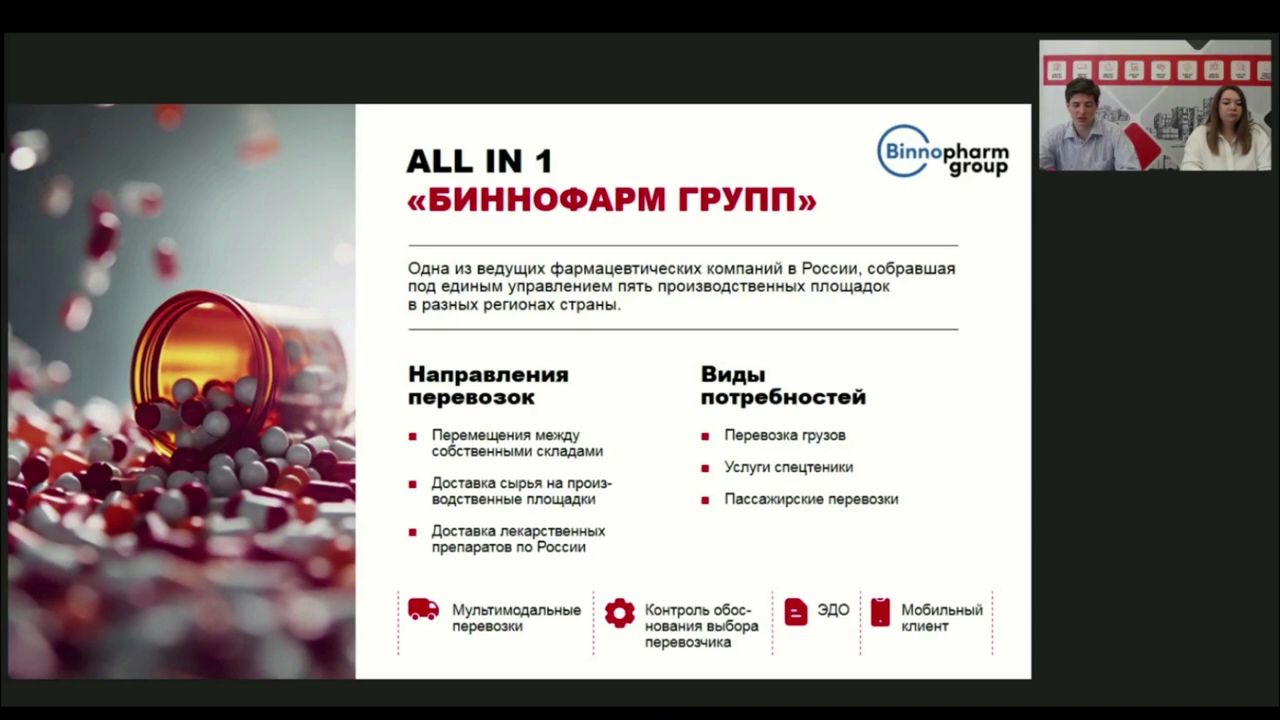 ALL IN 1
«БИННОФАРМ ГРУПП»
Binnopharm
group
Одна из ведущих фармацевтических компаний в России, собравшая
под единым управлением пять производственных площадок
в разных регионах страны.
Направления
перевозок
Перемещения между
собственными складами
Доставка сырья на произ-
водственные площадки
Доставка лекарственных
препаратов по России
Виды
потребностей
Перевозка грузов
Услуги спецтеники
Пассажирские перевозки
Мультимодальные
перевозки
Контроль обос-
нования выбора
перевозчика
ЭДО
Мобильный
клиент